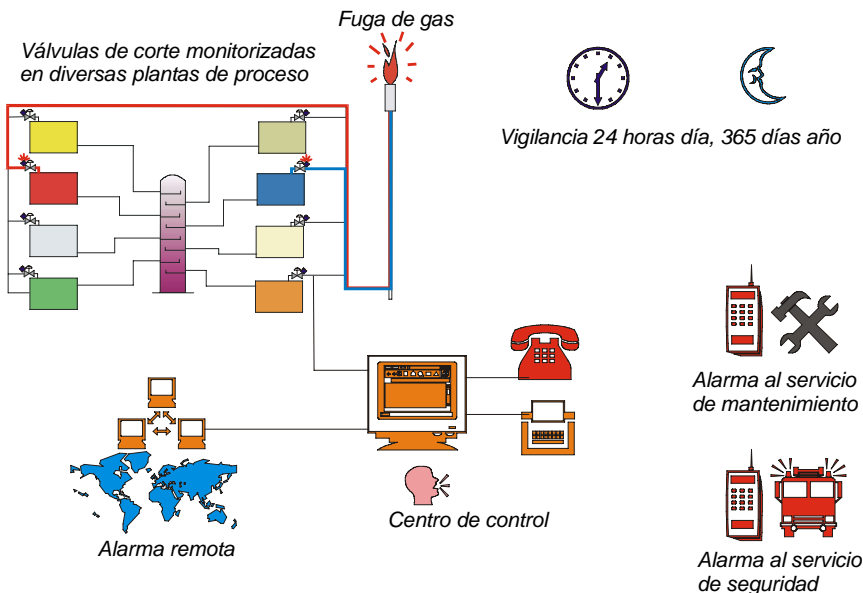 Fuga de gas
Válvulas de corte monitorizadas
en diversas plantas de proceso
Vigilancia 24 horas día, 365 días año
Alarma al servicio
de mantenimiento
Centro de control
Alarma remota
Alarma al servicio
de seguridad